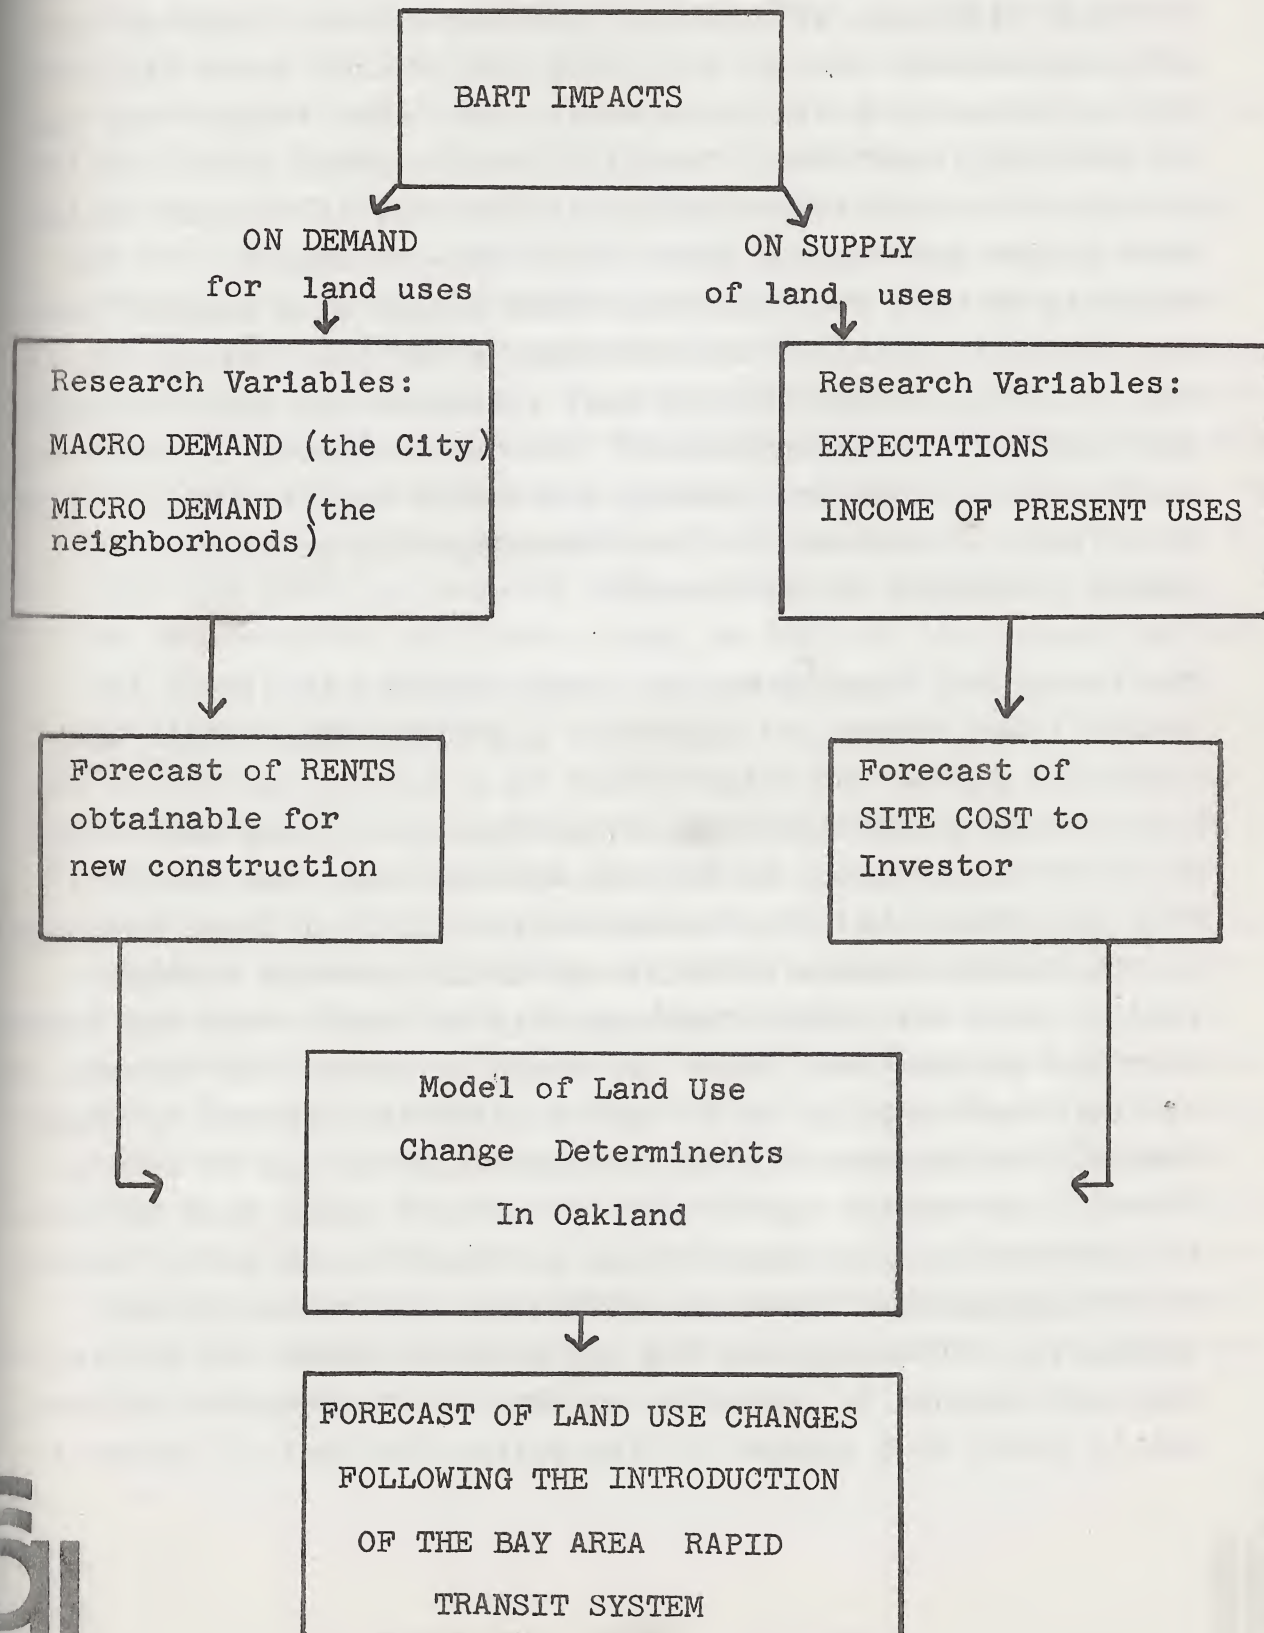 BART IMPACTS
ON DEMAND
for land uses
ON SUPPLY
of land, uses
Research Variables:
MACRO DEMAND (the City)
MICRO DEMAND (the
neighborhoods)
Research Variables:
EXPECTATIONS
INCOME OF PRESENT USES
Forecast of RENTS
obtainable for
new construction
Forecast of
SITE COST to
Investor
Model of Land Use
Change Determinents
In Oakland
FORECAST OF LAND USE CHANGES
FOLLOWING THE INTRODUCTION
OF THE BAY AREA RAPID
TRANSIT SYSTEM